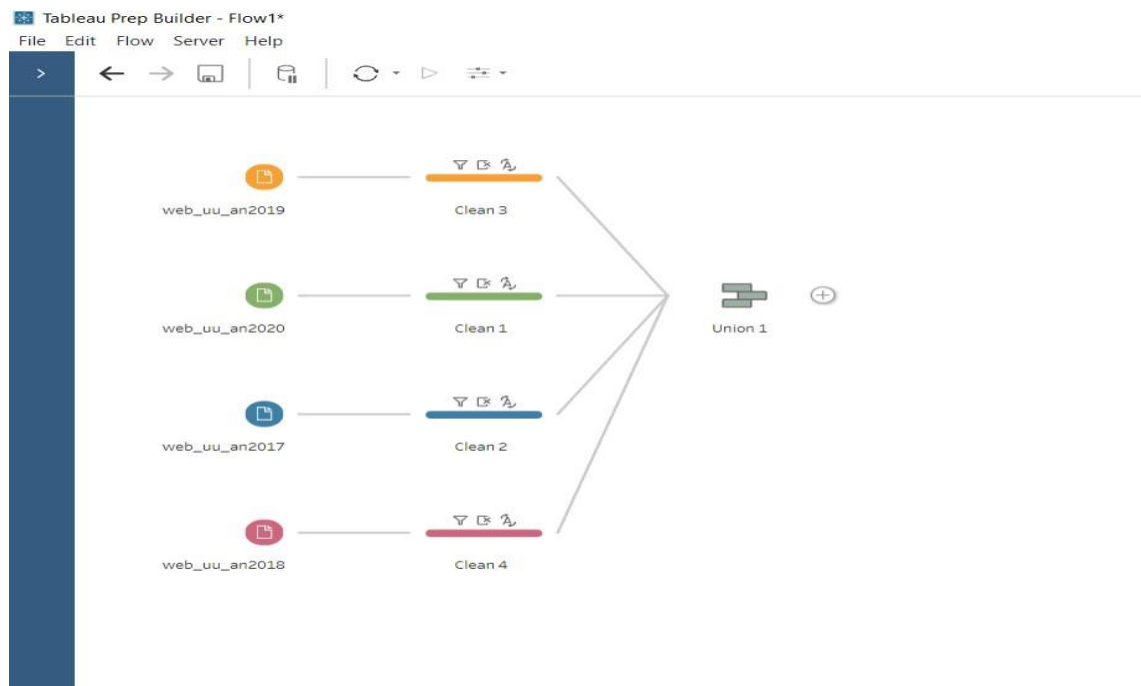 Tableau Prep Builder - Flow1*
File Edit Flow Server Help
web_uu_an2019 Clean 3
web_uu_an2020 Clean 1 Union 1
web_uu_an2017 Clean 2
web_uu_an2018 Clean 4